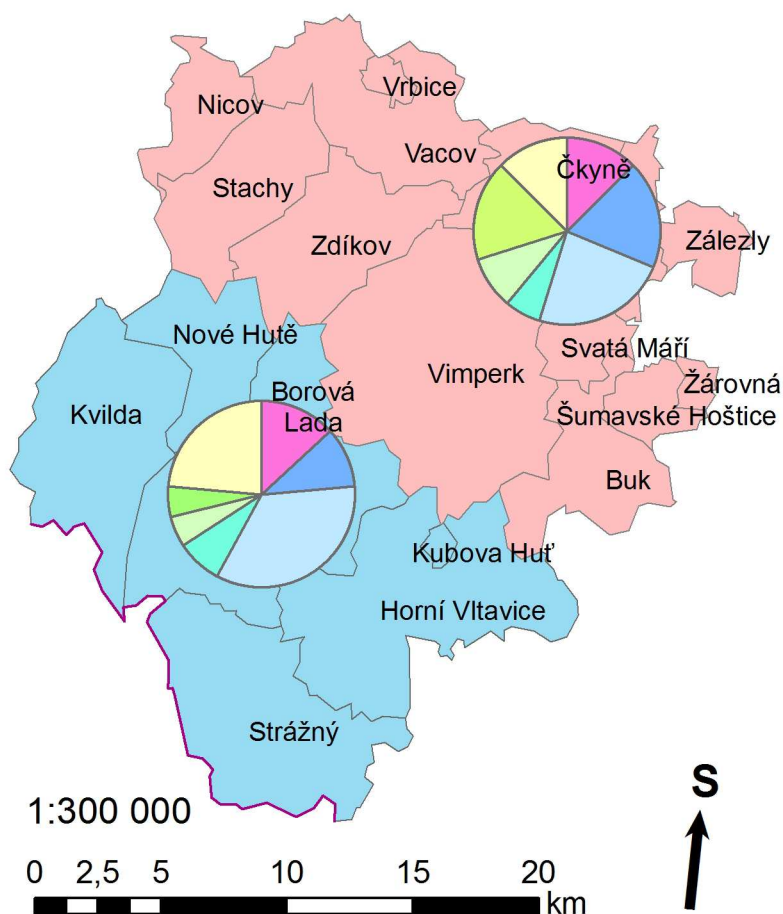 Vrbice
Nicov
Vacov
Čkyně
Stachy
Zálezly
Zdíkov
Nové Hutě
Svatá Máří
Vimperk
Žárovná
Borová
Lada
Kvilda
Šumavské Hoštice
Buk
Kubova Huť
Horní Vltavice
Strážný
1:300 000
S
0 2,5 5 10 15 20
km